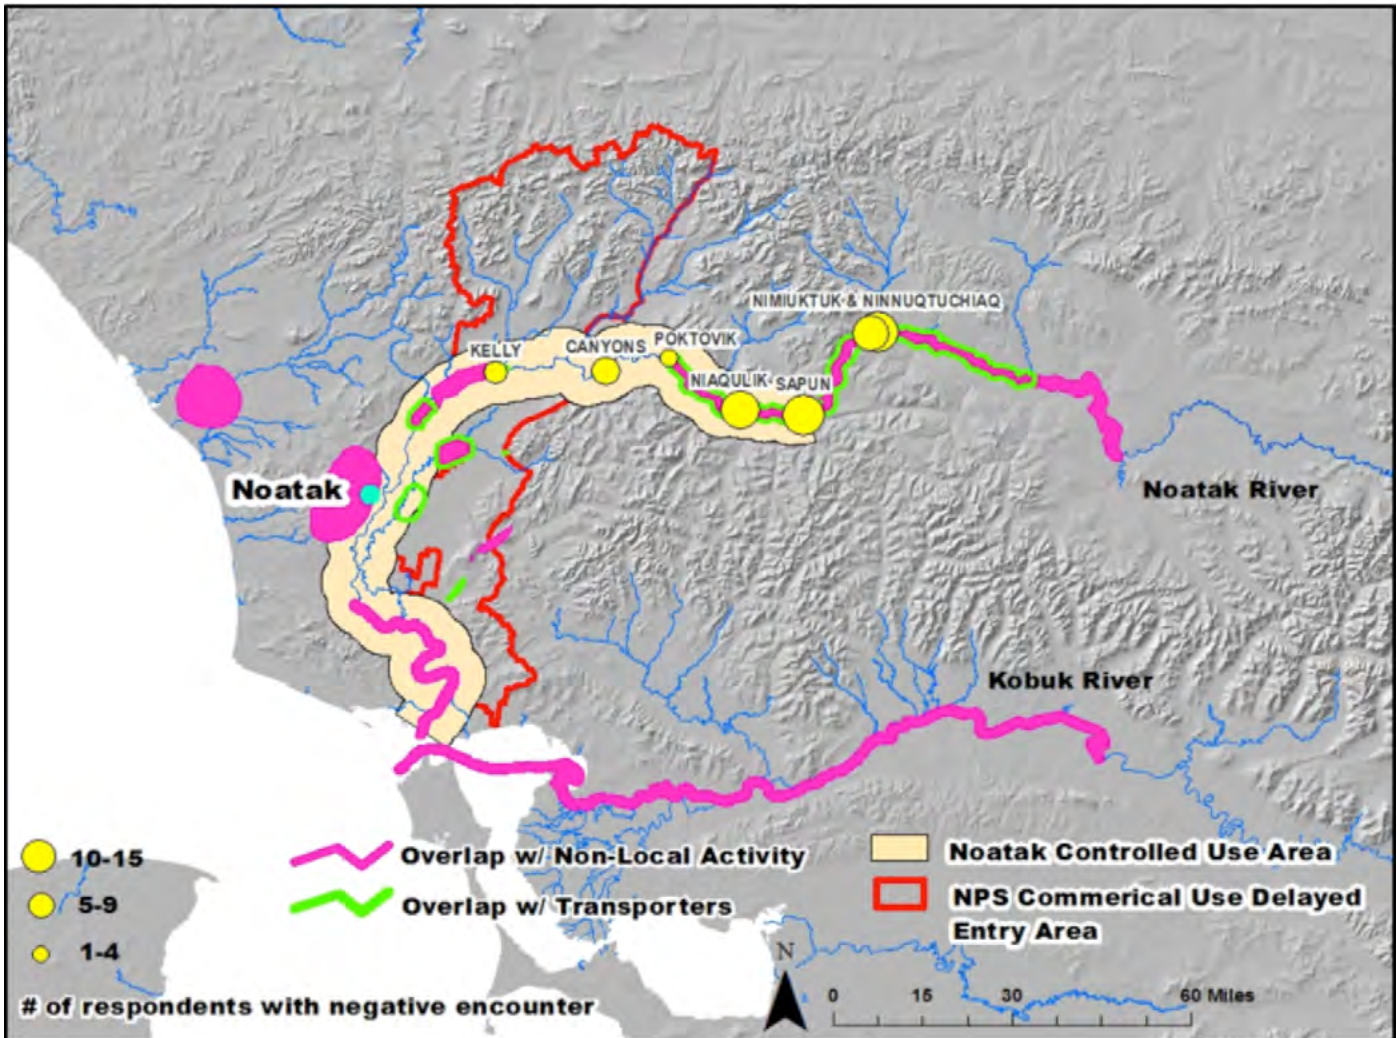 NIMIUKTUK & NINNUQTUCHIAQ
KELLY
CANYONS
POKTOVIK
NIAQULIK
SAPUN
Noatak
Noatak River
Kobuk River
10-15
5-9
1-4
# of respondents with negative encounter
Overlap w/ Non-Local Activity
Overlap w/ Transporters
Noatak Controlled Use Area
NPS Commerical Use Delayed
Entry Area
N
0 15 30 60 Miles